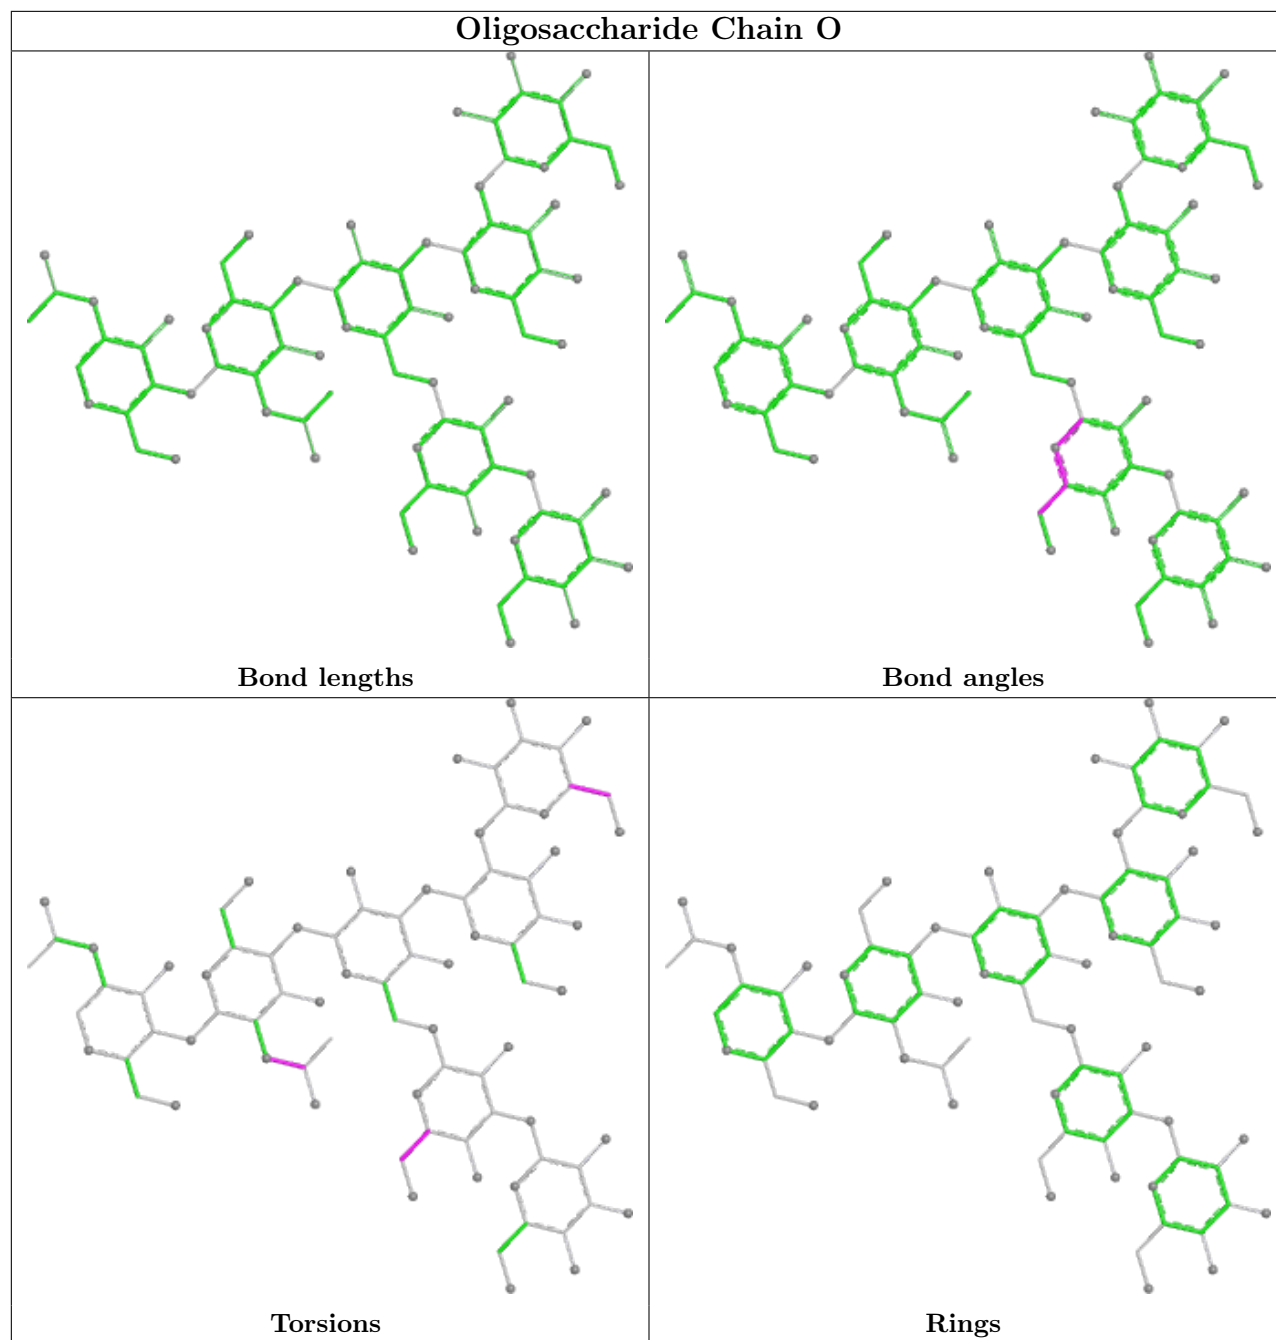 Oligosaccharide Chain O
Bond lengths
Bond angles
Torsions
Rings